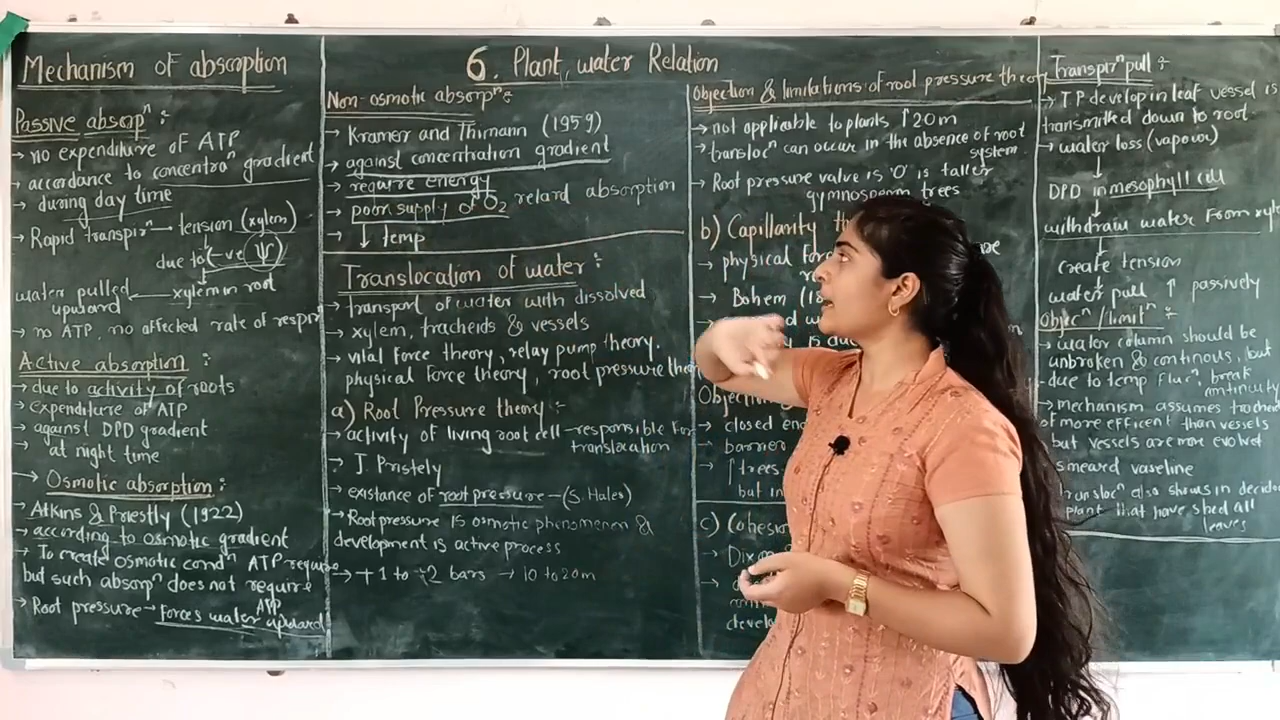 6. Plant, water Relation
Mechanism of absorption
Passive absorpⁿ :
→ no expenditure of ATP
→ accordance to concentraⁿ gradient
→ during day time
→ Rapid transpirⁿ → tension (xylem)
due to (-ve ψ)
water pulled ← xylem in root
upward
→ no ATP, no affected rate of respirⁿ
Active absorption :
→ due to activity of roots
→ expenditure of ATP
→ against DPD gradient
→ at night time
Osmotic absorption :
→ Atkins & Priestly (1922)
→ according to osmotic gradient
→ To create osmotic condⁿ ATP require
but such absorpⁿ does not require
ATP
→ Root pressure → Forces water upward
Non-osmotic absorpⁿ :
→ Kramer and Thimann (1959)
→ against concentration gradient
→ require energy
→ poor supply of O₂ retard absorption
→ ↓ temp
Translocation of water :
→ transport of water with dissolved
→ xylem, tracheids & vessels
→ vital Force theory, relay pump theory.
physical Force theory, root pressure
a) Root Pressure theory :-
→ activity of living root cell — responsible For
translocation
→ J. Pristely
→ existance of root pressure — (S. Hales)
→ Root pressure is osmotic phenomenon &
development is active process
→ +1 to +2 bars → 10 to 20m
Objection & limitations of root pressure theory
→ not applicable to plants ↑20m
→ translocⁿ can occur in the absence of root
system.
→ Root pressure value is '0' is taller
gymnosperm trees
b) Capillarity
→ physical
→ Bohem
is
→ closed
→ barrier
→ ↑trees
but in
c)
→
develo
Transpirⁿ pull :
→ TP develop in leaf vessel is
transmitted down to root.
→ water loss (vapour)
↓
DPD in mesophyll cell
↓
withdraw water From
↓
create tension
↓
water pull ↑ passively
Objecⁿ/limitⁿ :
→ water column should be
unbroken & continous, but
due to temp Flucⁿ, break
continuity
→ mechanism assumes
of more efficent than vessels
but vessels are more evolved
smeard vaseline
transloc also shows in
plant that have shed all
leaves